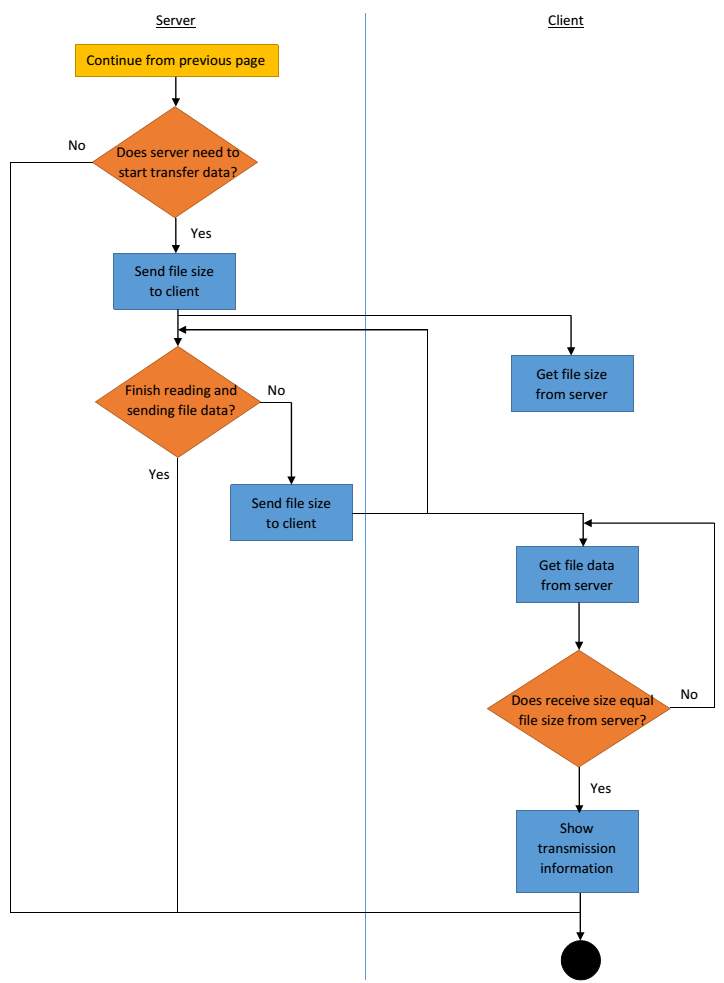 Server
Client
Continue from previous page
No
Does server need to
start transfer data?
Yes
Send file size
to client
Get file size
from server
Finish reading and
sending file data?
No
Yes
Send file size
to client
Get file data
from server
Does receive size equal
file size from server?
No
Yes
Show
transmission
information